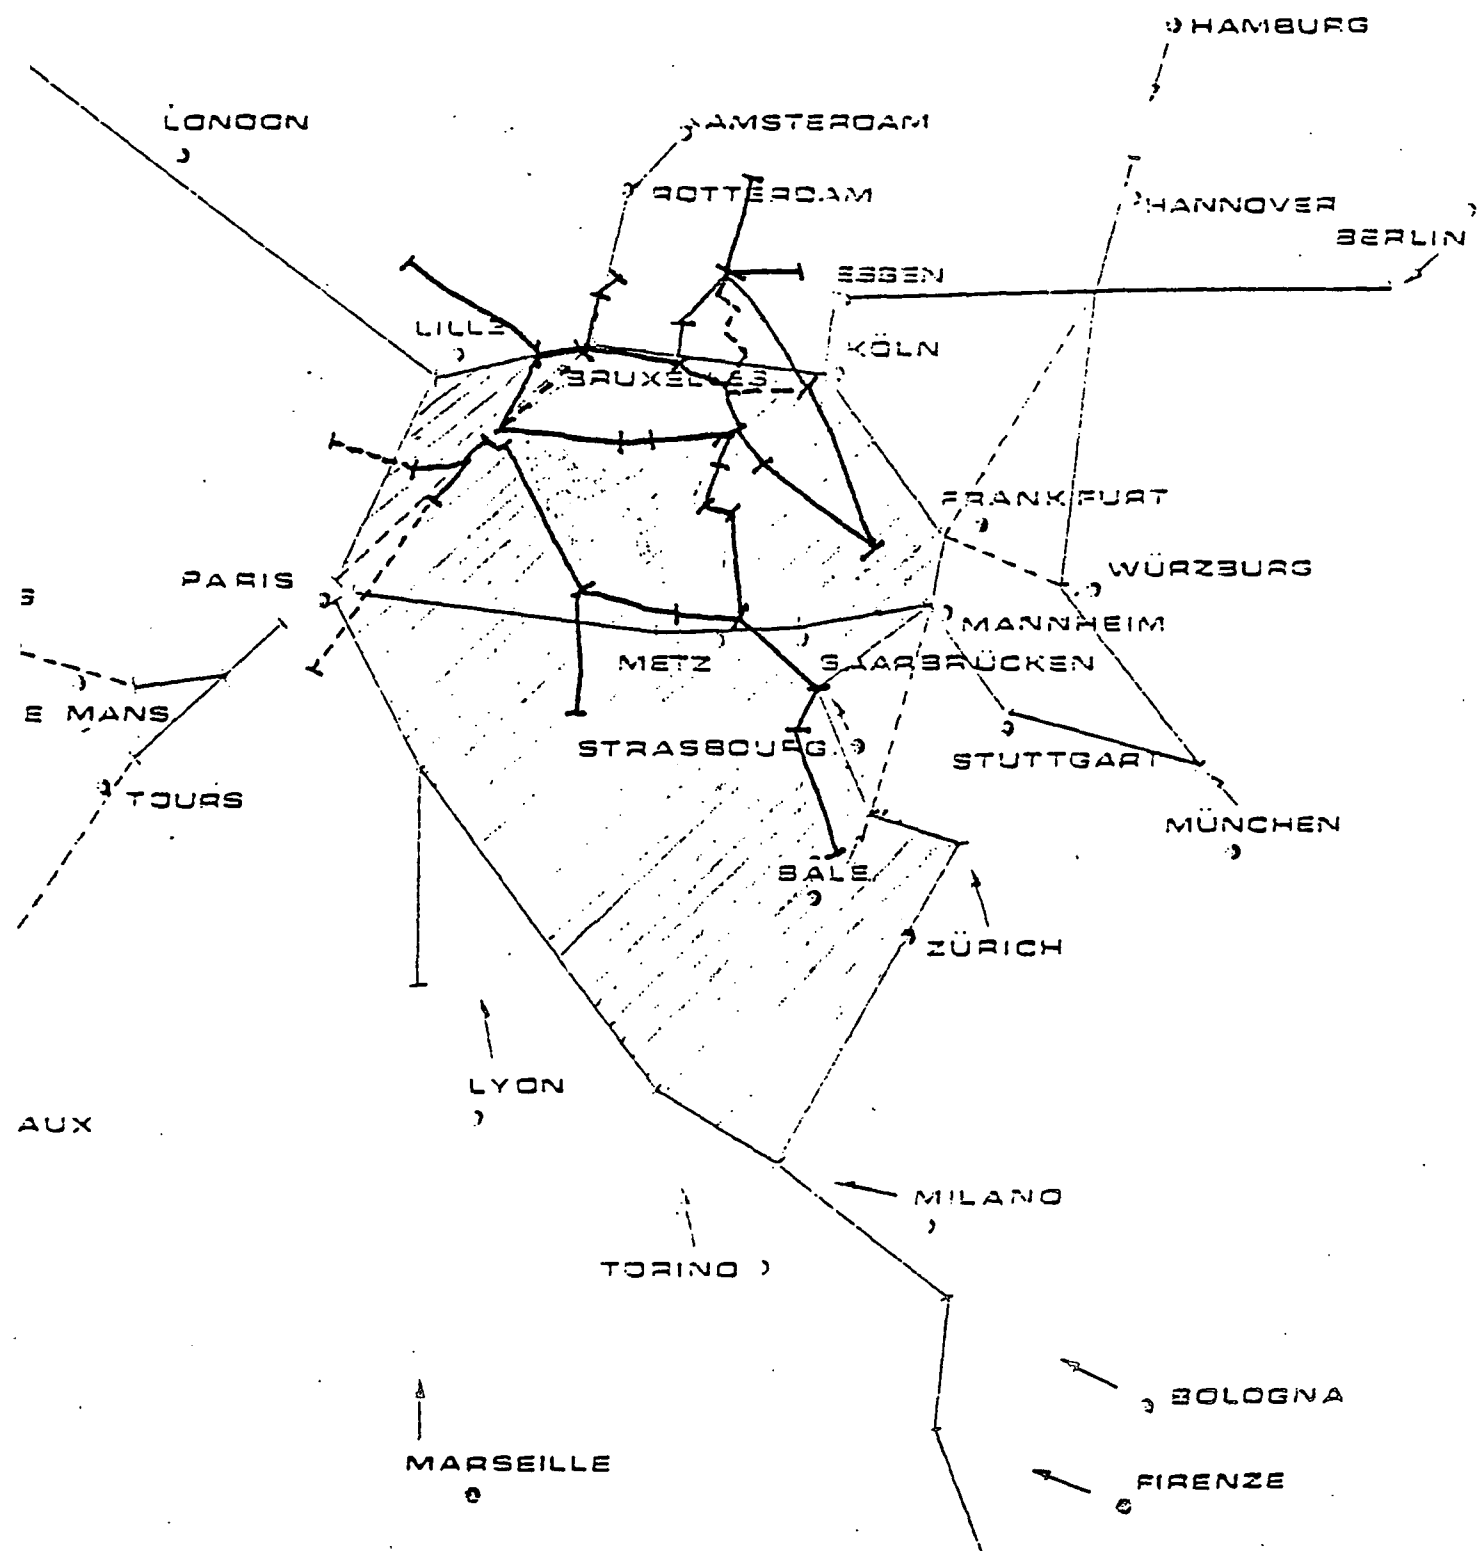 HAMBURG
LONDON
AMSTERDAM
ROTTERDAM
HANNOVER
BERLIN
ESSEN
LILLE
KÖLN
BRUXELLES
FRANKFURT
PARIS
WÜRZBURG
S
MANNHEIM
METZ
SAARBRÜCKEN
E MANS
STRASBOURG
STUTTGART
TOURS
MÜNCHEN
BÂLE
ZÜRICH
LYON
AUX
MILANO
TORINO
BOLOGNA
MARSEILLE
FIRENZE